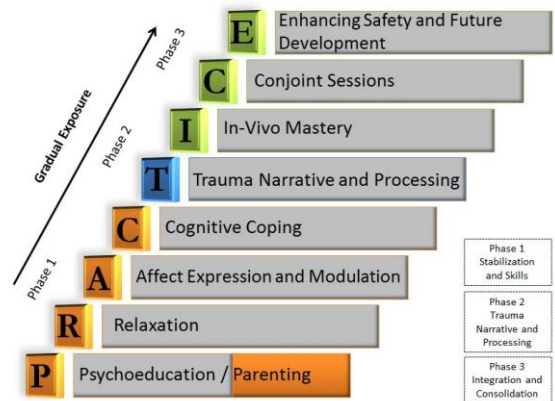 E
Enhancing Safety and Future
Development
C
Conjoint Sessions
I
In-Vivo Mastery
T
Trauma Narrative and Processing
C
Cognitive Coping
A
Affect Expression and Modulation
R
Relaxation
P
Psychoeducation / Parenting
Gradual Exposure
Phase 3
Phase 2
Phase 1
Phase 1
Stabilization
and Skills
Phase 2
Trauma
Narrative and
Processing
Phase 3
Integration and
Consolidation